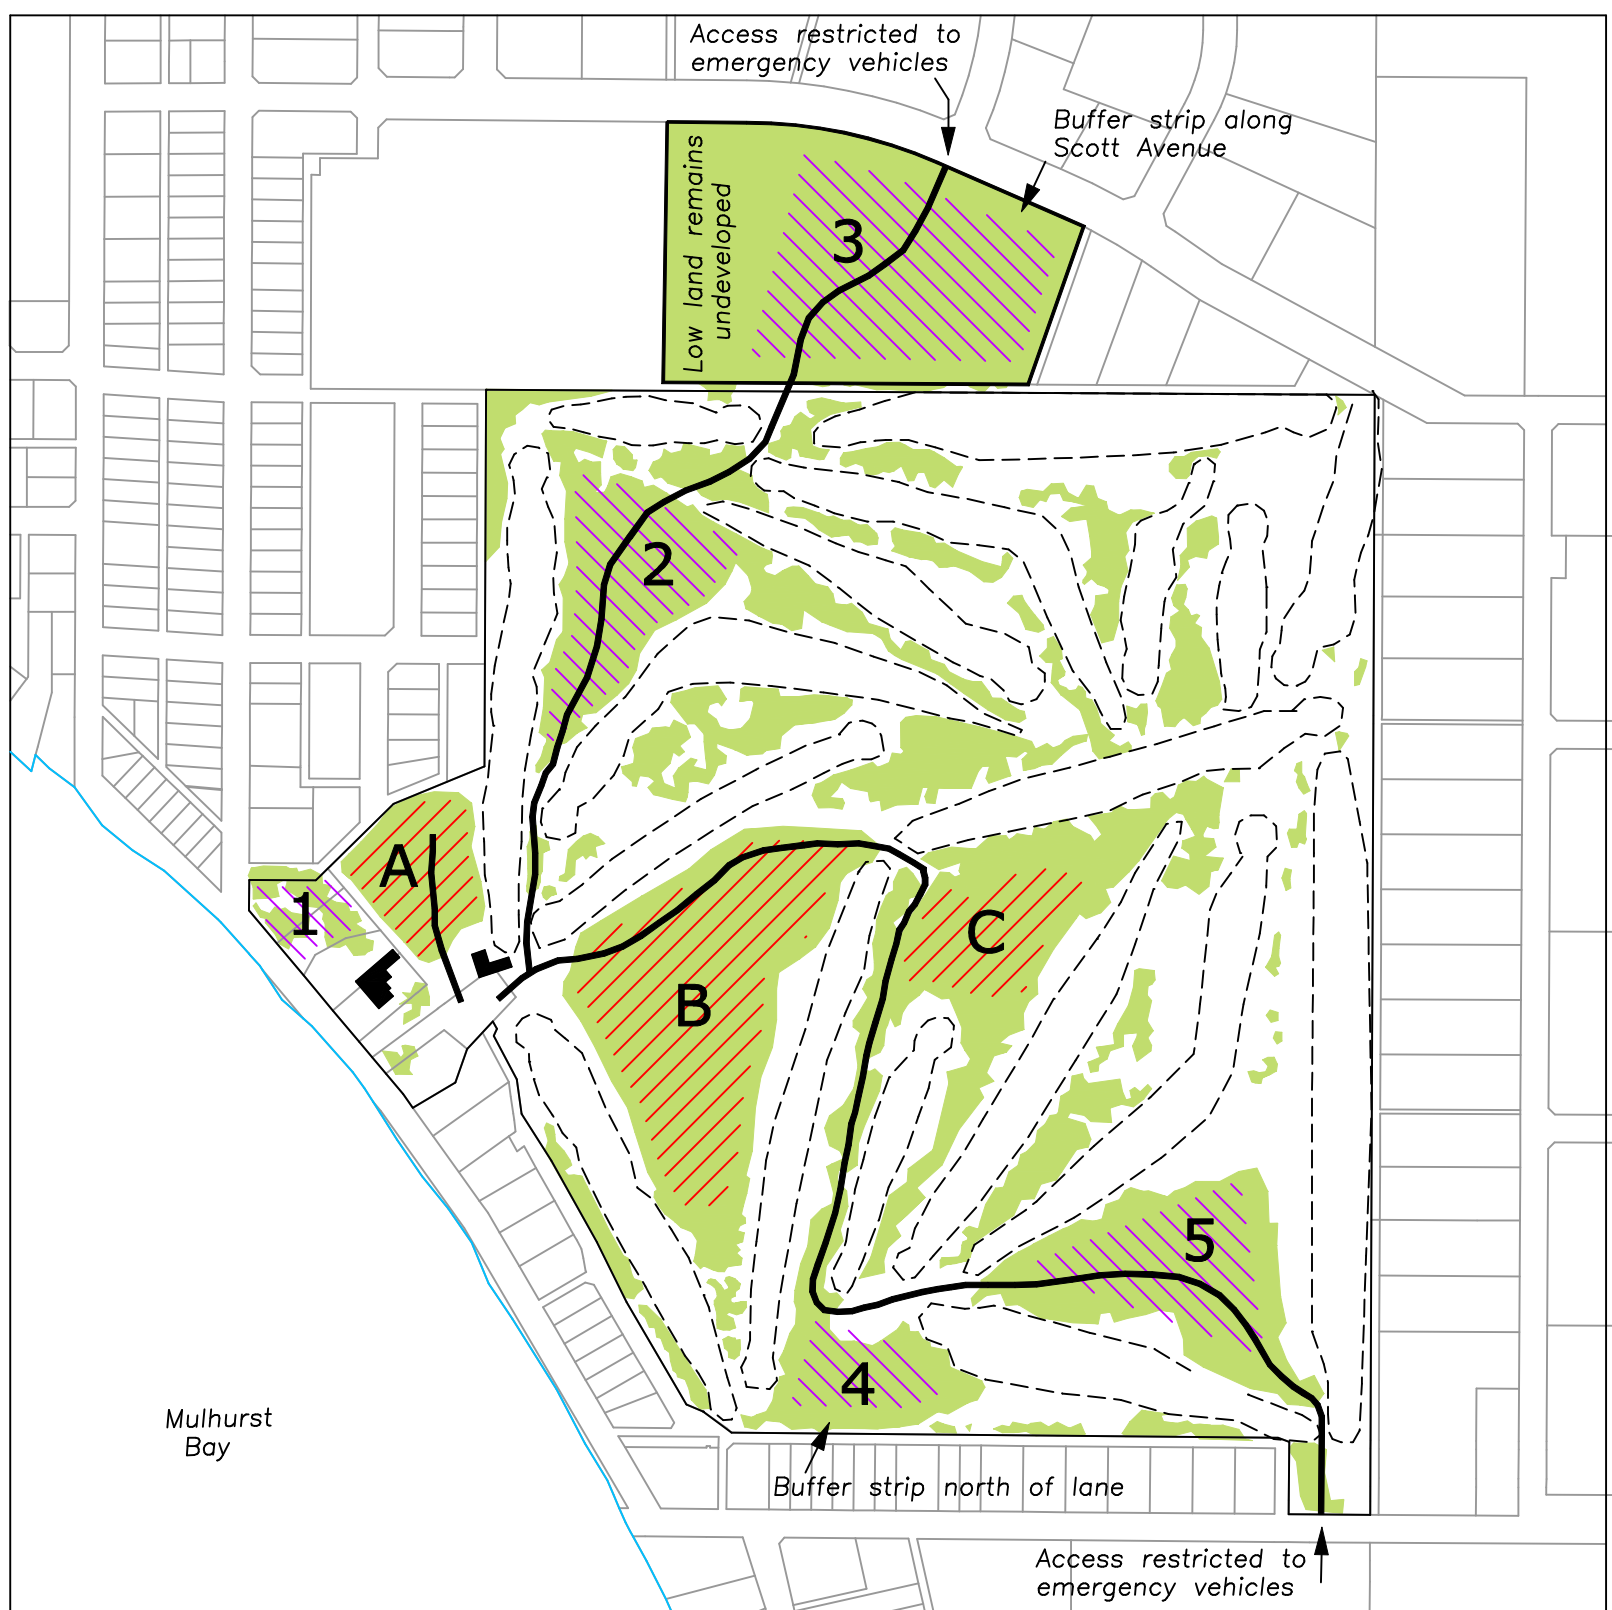 Access restricted to
emergency vehicles
Buffer strip along
Scott Avenue
Low land remains
undeveloped
3
2
A
1
C
B
5
4
Mulhurst
Bay
Buffer strip north of lane
Access restricted to
emergency vehicles